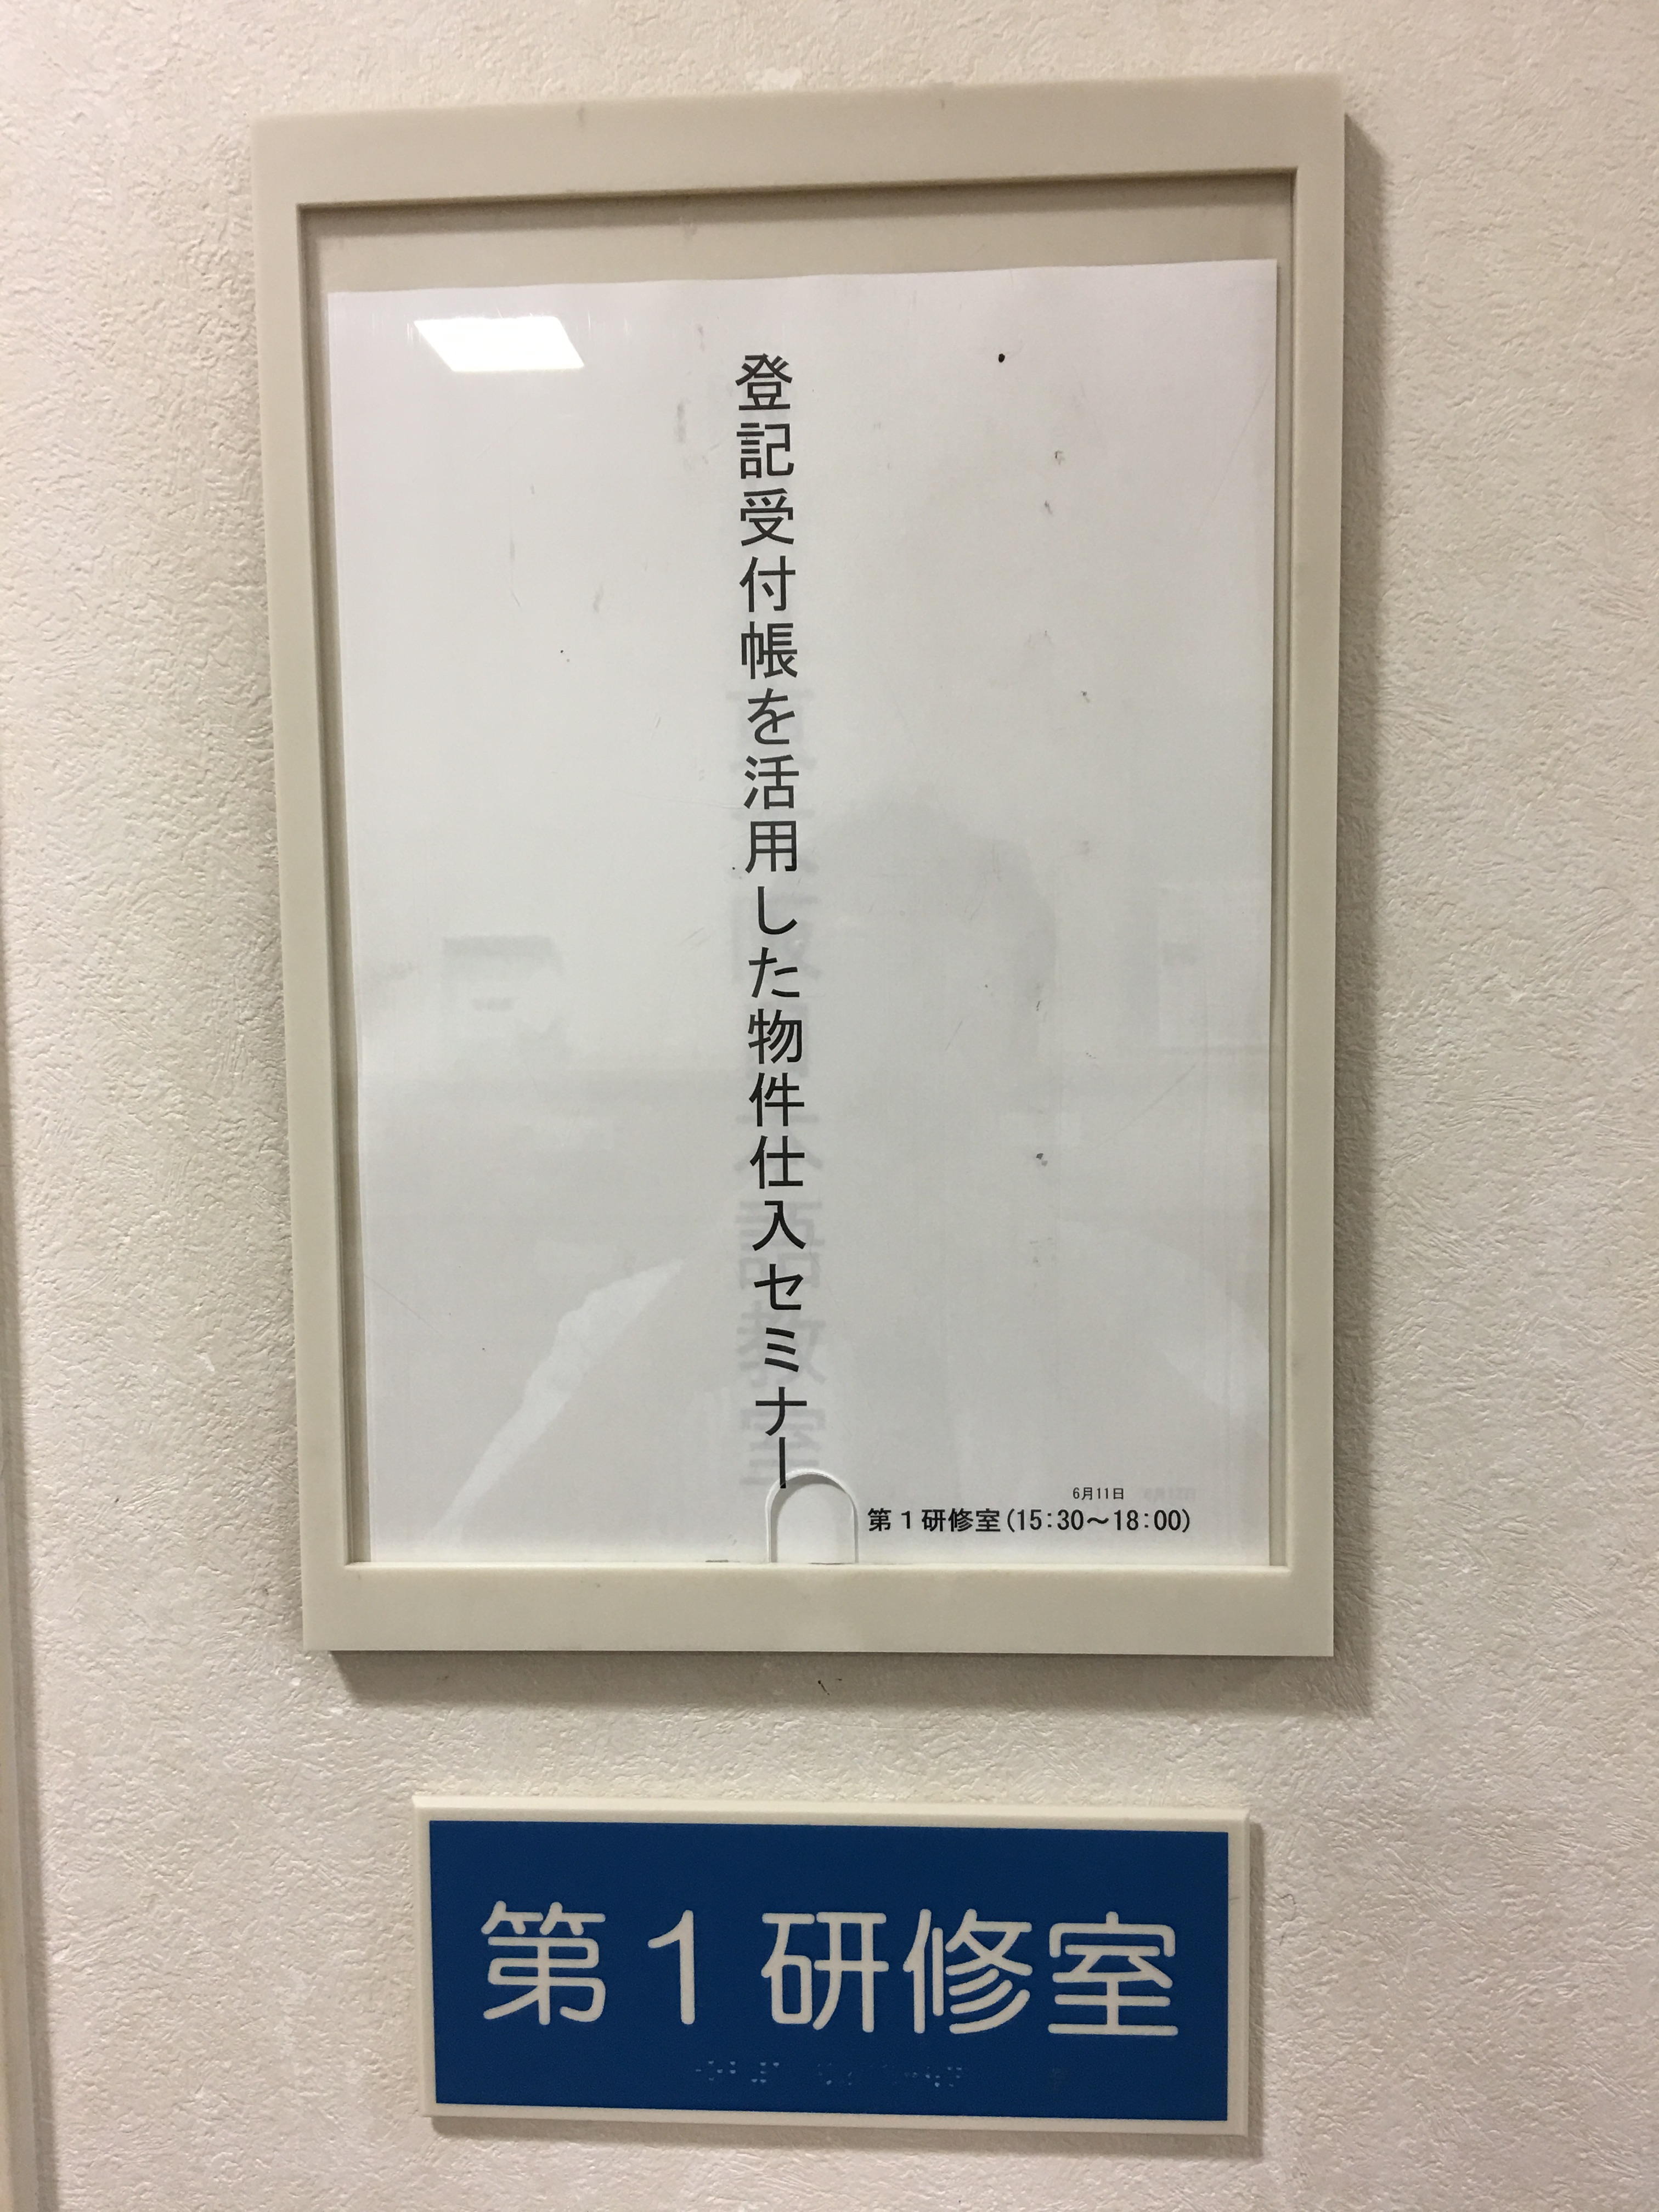 登記受付帳を活用した物件仕入セミナー
6月11日
第1研修室(15:30～18:00)
第1研修室